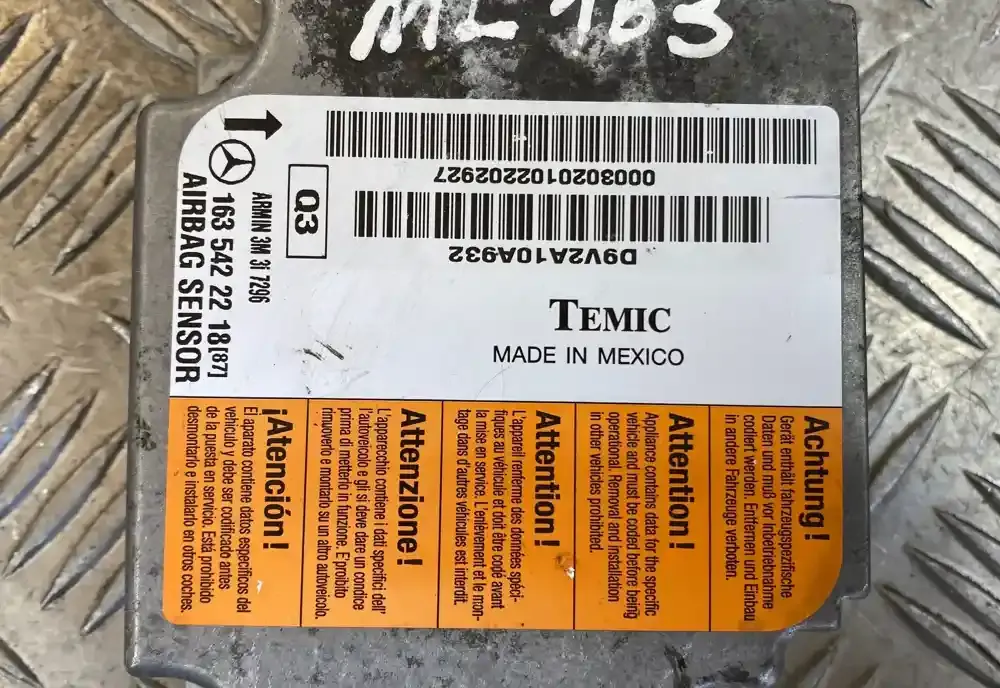 ML 163
000302010220 2927
D9V2A10A932
Q3
ARMIN 3M 3i 7296
163 542 22 18 [87]
AIRBAG SENSOR
TEMIC
MADE IN MEXICO
Achtung!
Gerät enthält fahrzeugspezifische
Daten und muß vor Inbetriebnahme
codiert werden. Entfernen und Einbau
in andere Fahrzeuge verboten.
Attention!
Appliance contains data for the specific
vehicle and must be coded before being
operational. Removal and installation
in other vehicles prohibited.
Attention!
L'appareil renferme des données spéci-
fiques au véhicule et doit être codé avant
la mise en service. L'enlèvement et le mon-
tage dans d'autres véhicules est interdit.
Attenzione!
L'apparecchio contiene i dati specifici dell'
l'autoveicolo e gli si deve dare un condice
prima di metterlo in funzione. E'proibito
rimuoverlo e montarlo su un altro autoveicolo.
¡Atención!
El aparato contiene datos específicos del
vehículo y debe ser codificado antes
de la puesta en servicio. Está prohibido
desmontarlo e instalarlo en otros coches.